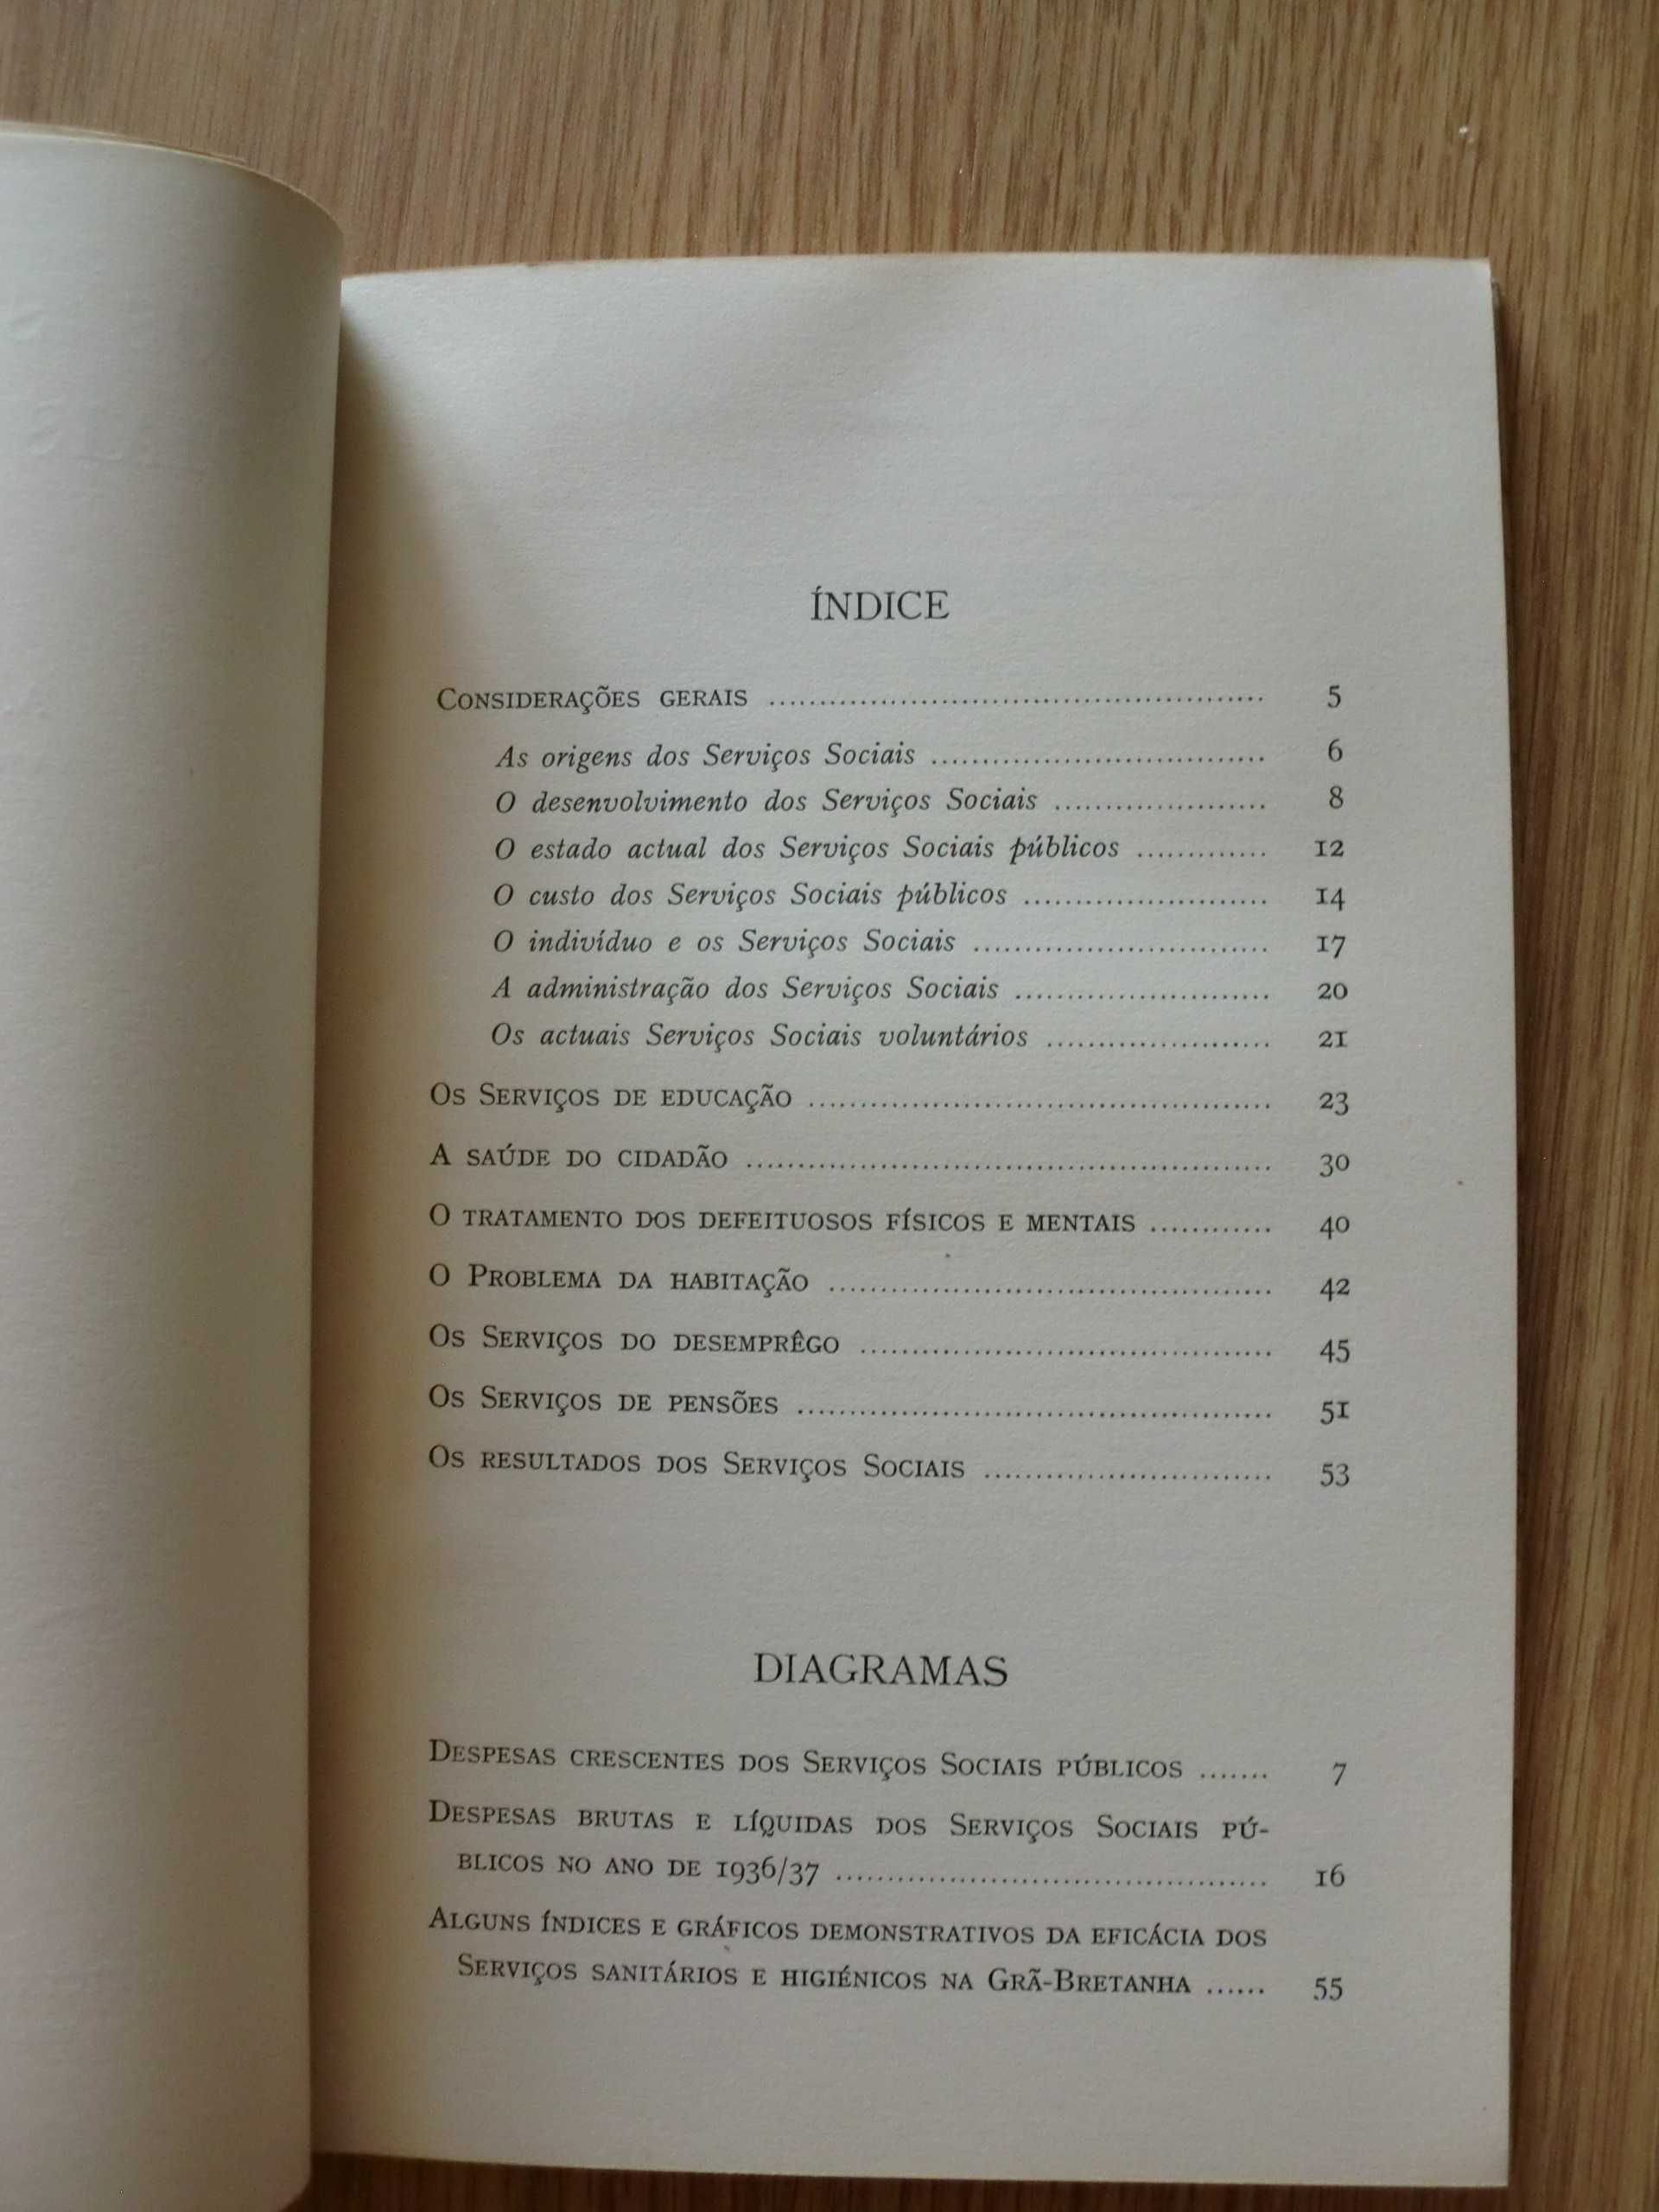 ÍNDICE
Considerações gerais .................................................. 5
As origens dos Serviços Sociais ................................. 6
O desenvolvimento dos Serviços Sociais ..................... 8
O estado actual dos Serviços Sociais públicos ............. 12
O custo dos Serviços Sociais públicos ........................ 14
O indivíduo e os Serviços Sociais ............................. 17
A administração dos Serviços Sociais ......................... 20
Os actuais Serviços Sociais voluntários ...................... 21
Os Serviços de educação .............................................. 23
A saúde do cidadão .................................................... 30
O tratamento dos defeituosos físicos e mentais ............ 40
O Problema da habitação ............................................ 42
Os Serviços do desemprêgo ......................................... 45
Os Serviços de pensões ............................................... 51
Os resultados dos Serviços Sociais ............................ 53
DIAGRAMAS
Despesas crescentes dos Serviços Sociais públicos ....... 7
Despesas brutas e líquidas dos Serviços Sociais pú-
blicos no ano de 1936/37 ........................................... 16
Alguns índices e gráficos demonstrativos da eficácia dos
Serviços sanitários e higiénicos na Grã-Bretanha ...... 55